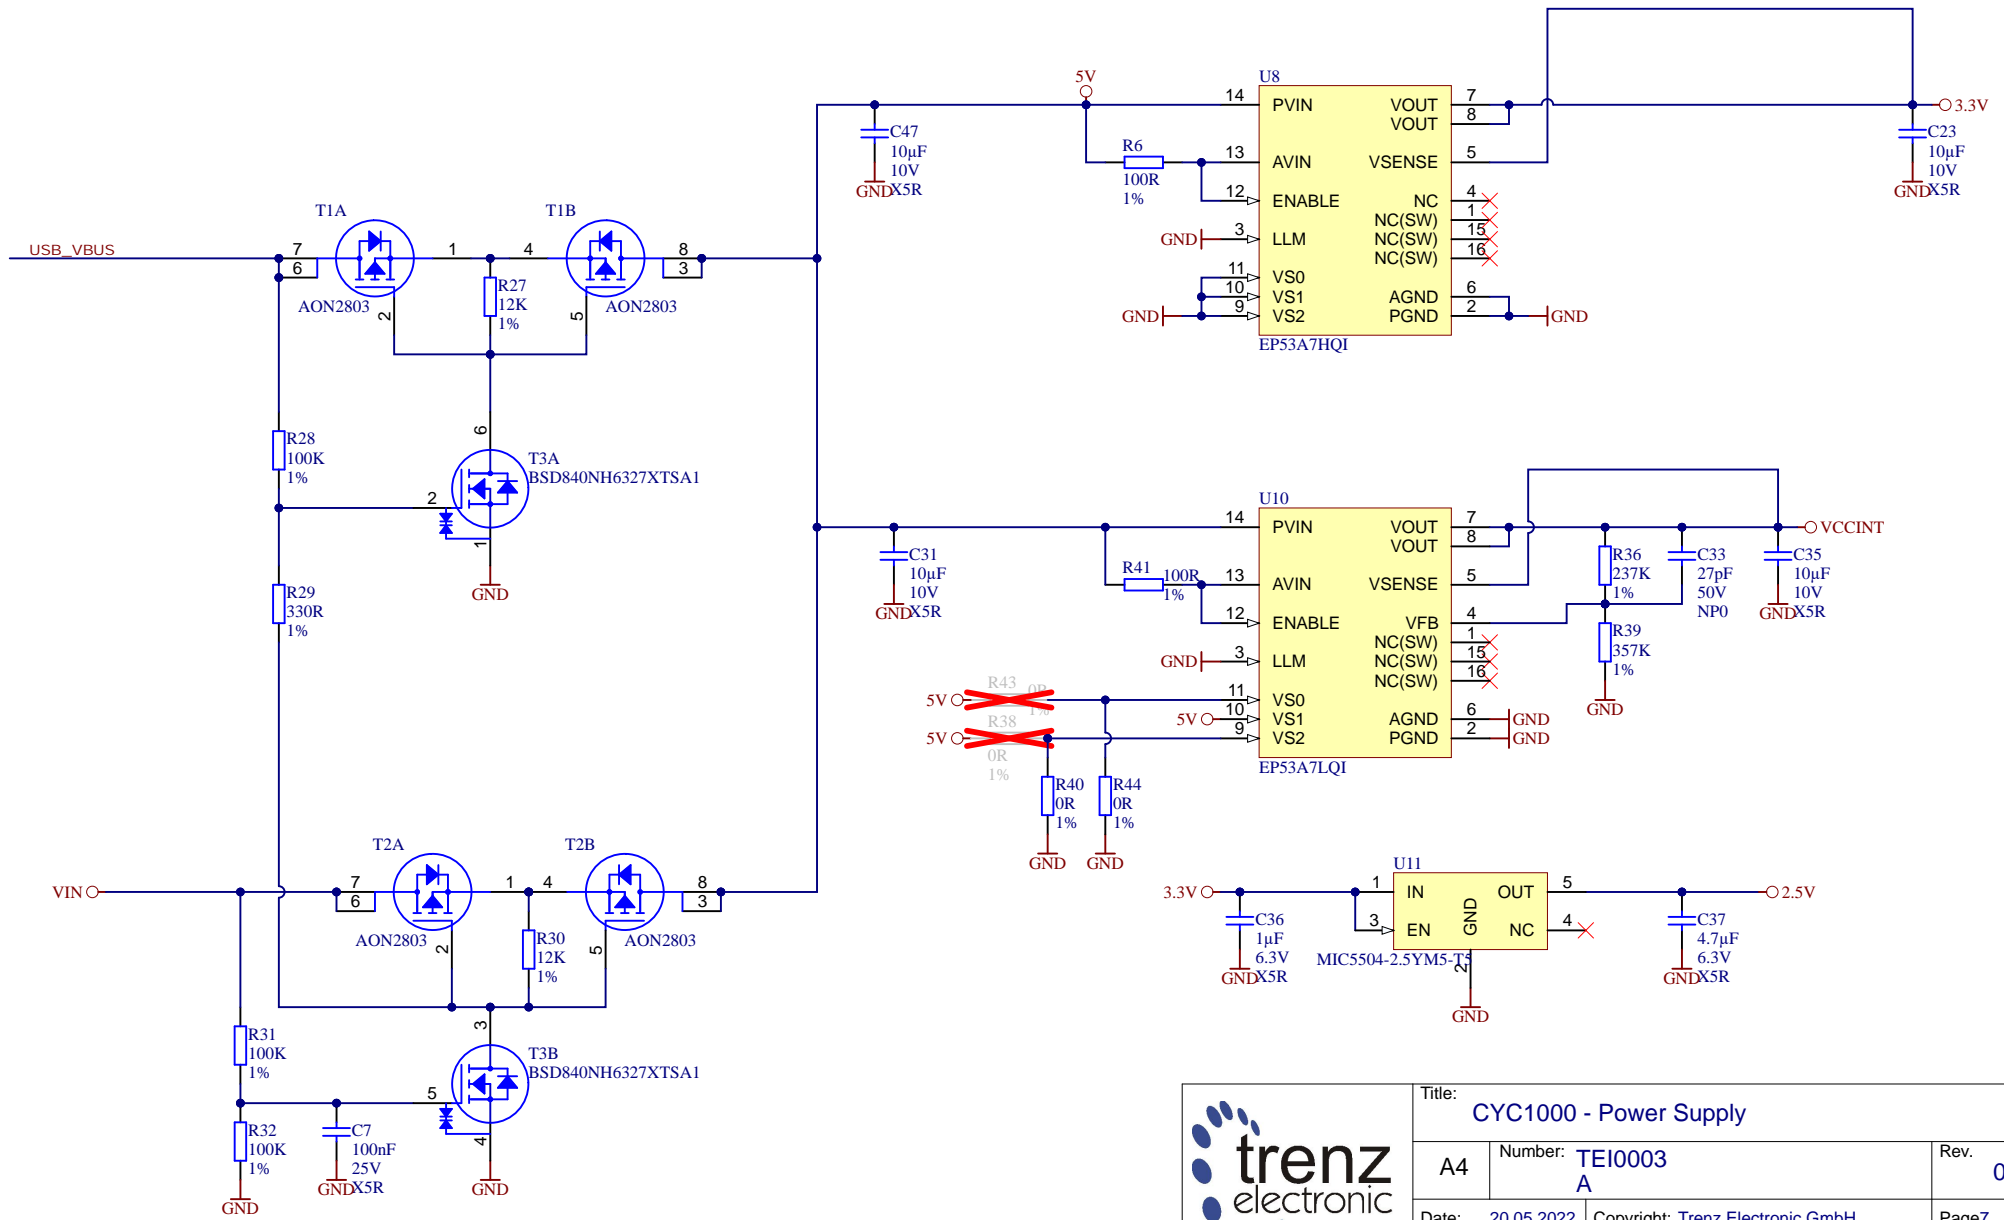 USB_VBUS
T1A
7
6
1
2
AON2803
R27
12K
1%
T1B
4
5
8
3
AON2803
R28
100K
1%
6
T3A
BSD840NH6327XTSA1
2
1
GND
R29
330R
1%
VIN
T2A
7
6
1
2
AON2803
R30
12K
1%
T2B
4
5
8
3
AON2803
R31
100K
1%
3
T3B
BSD840NH6327XTSA1
5
4
GND
R32
100K
1%
GND
C7
100nF
25V
X5R
GND
C47
10µF
10V
X5R
GND
5V
R6
100R
1%
GND
GND
U8
14 PVIN
13 AVIN
12 ENABLE
3 LLM
11 VS0
10 VS1
9 VS2
VOUT 7
VOUT 8
VSENSE 5
NC 4
NC(SW) 1
NC(SW) 15
NC(SW) 16
AGND 6
PGND 2
EP53A7HQI
GND
3.3V
C23
10µF
10V
X5R
GND
C31
10µF
10V
X5R
GND
R41
100R
1%
GND
U10
14 PVIN
13 AVIN
12 ENABLE
3 LLM
11 VS0
10 VS1
9 VS2
VOUT 7
VOUT 8
VSENSE 5
VFB 4
NC(SW) 1
NC(SW) 15
NC(SW) 16
AGND 6
PGND 2
EP53A7LQI
GND
GND
5V
R43
0R
1%
5V
5V
R38
0R
1%
R40
0R
1%
GND
R44
0R
1%
GND
R36
237K
1%
R39
357K
1%
GND
C33
27pF
50V
NP0
C35
10µF
10V
X5R
GND
VCCINT
3.3V
C36
1µF
6.3V
X5R
GND
U11
1 IN
3 EN
GND
2
OUT 5
NC 4
MIC5504-2.5YM5-T5
GND
C37
4.7µF
6.3V
X5R
GND
2.5V
trenz
electronic
Title:
CYC1000 - Power Supply
A4
Number: TEI0003
A
Rev.
0
Date: 20.05.2022
Copyright: Trenz Electronic GmbH
Page7